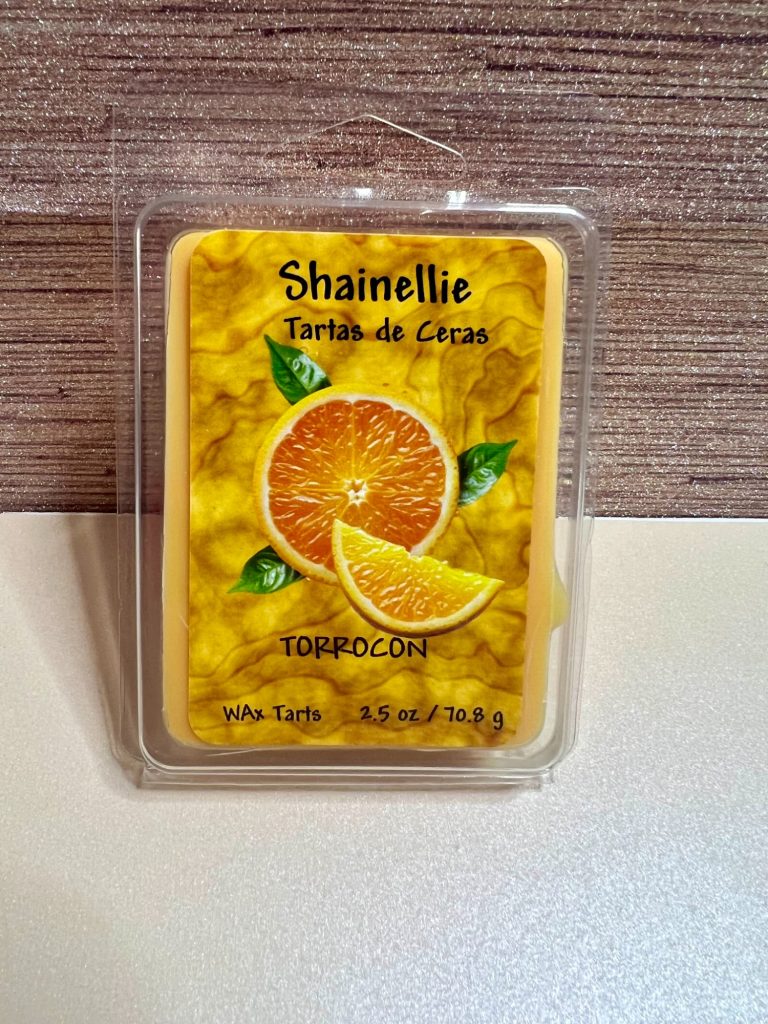 Shainellie
Tartas de Ceras
TORROCON
WAx Tarts 2.5 oz / 70.8 g